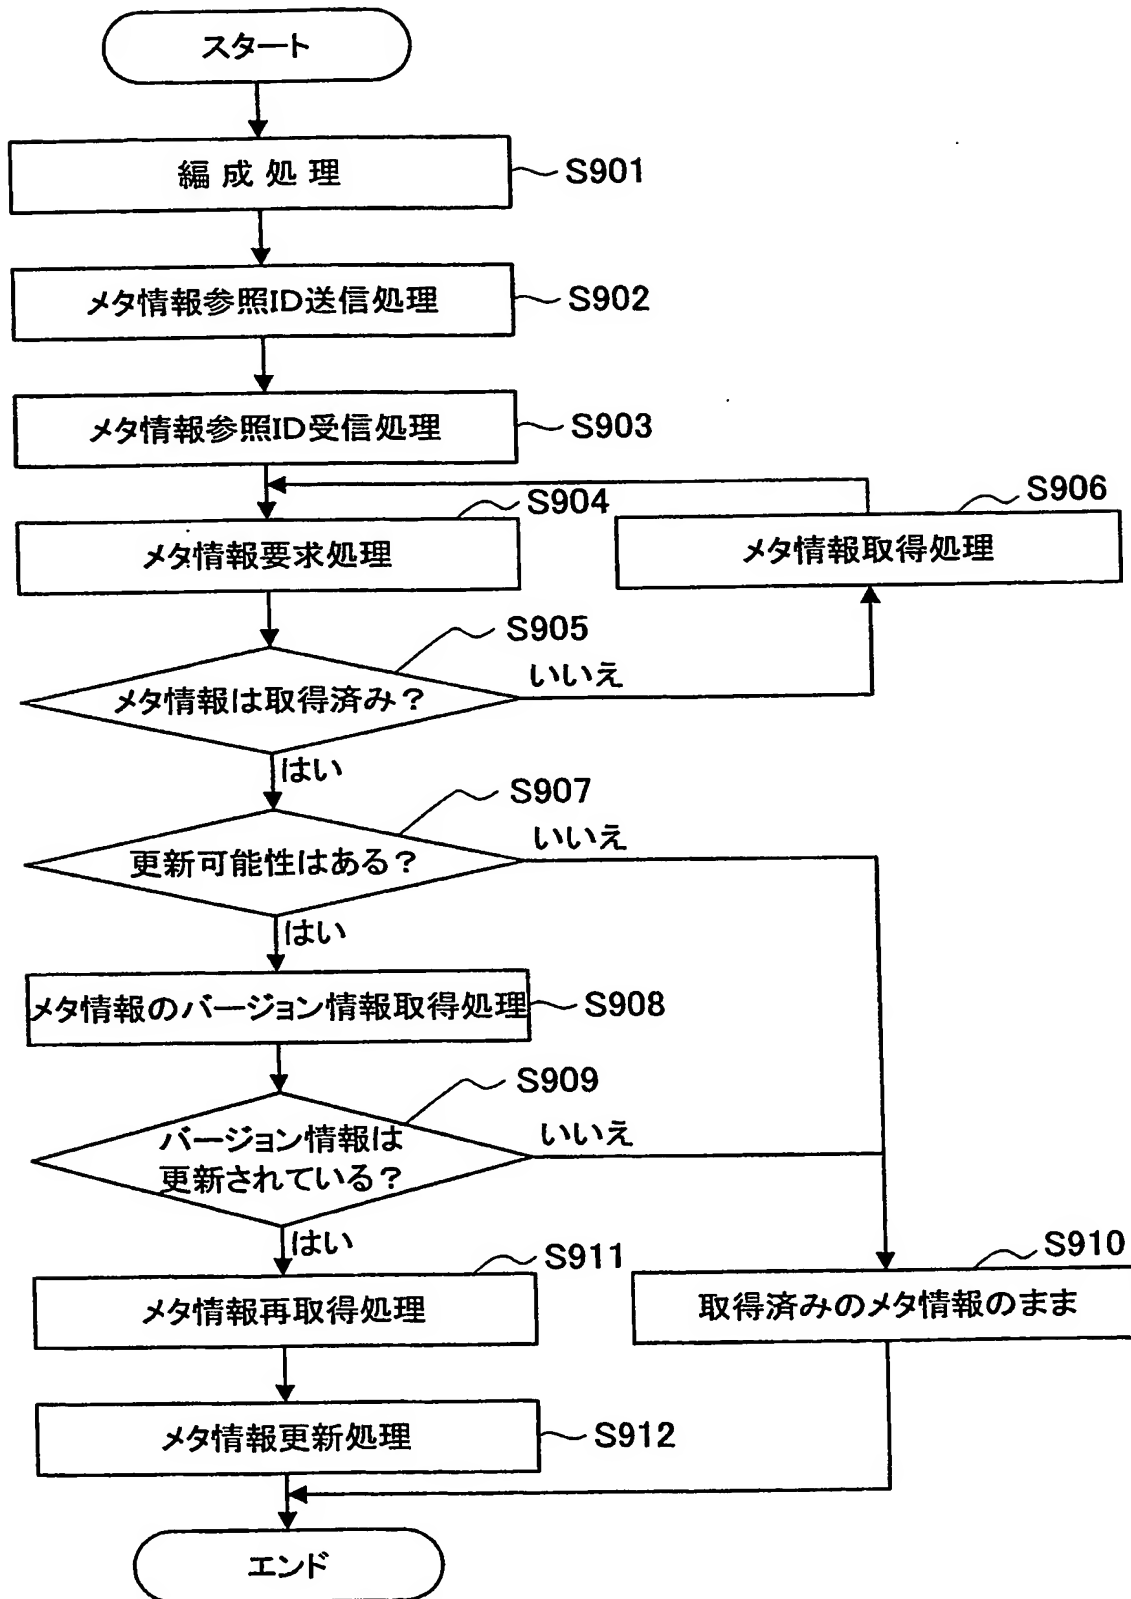 スタート
編成処理
S901
メタ情報参照ID送信処理
S902
メタ情報参照ID受信処理
S903
S904
メタ情報要求処理
S906
メタ情報取得処理
S905
メタ情報は取得済み？
いいえ
はい
S907
更新可能性はある？
いいえ
はい
メタ情報のバージョン情報取得処理
S908
S909
バージョン情報は
更新されている？
いいえ
はい
S911
メタ情報再取得処理
S910
取得済みのメタ情報のまま
メタ情報更新処理
S912
エンド